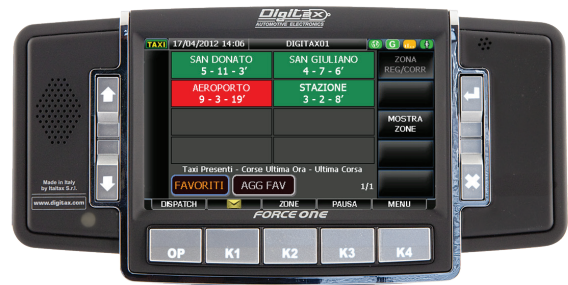 Digitax
AUTOMOTIVE ELECTRONICS
TAXI 17/04/2012 14:06 DIGITAX01 G
SAN DONATO
5 - 11 - 3'
SAN GIULIANO
4 - 7 - 6'
ZONA
REG/CORR
AEROPORTO
9 - 3 - 19'
STAZIONE
3 - 2 - 8'
MOSTRA
ZONE
Taxi Presenti - Corse Ultima Ora - Ultima Corsa
FAVORITI AGG FAV 1/1
DISPATCH ZONE PAUSA MENU
Made in Italy
by Italtax S.r.l.
www.digitax.com
FORCE ONE
OP K1 K2 K3 K4